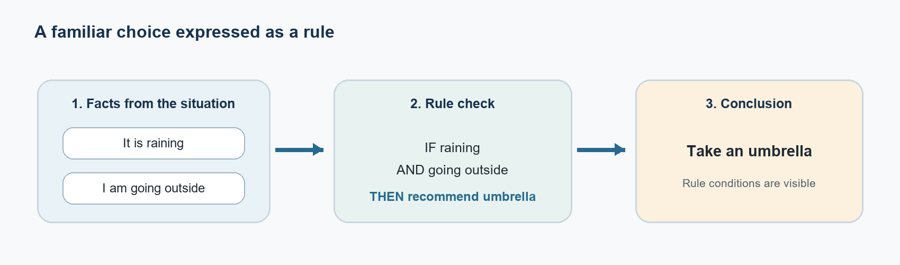 A familiar choice expressed as a rule
1. Facts from the situation
It is raining
I am going outside
2. Rule check
IF raining
AND going outside
THEN recommend umbrella
3. Conclusion
Take an umbrella
Rule conditions are visible